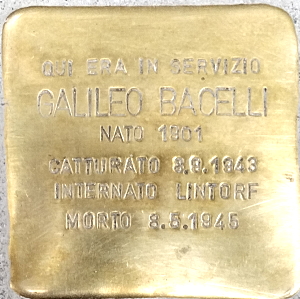 QUI ERA IN SERVIZIO
GALILEO BACELLI
NATO 1901
CATTURATO 8.9.1943
INTERNATO LINTORF
MORTO 8.5.1945